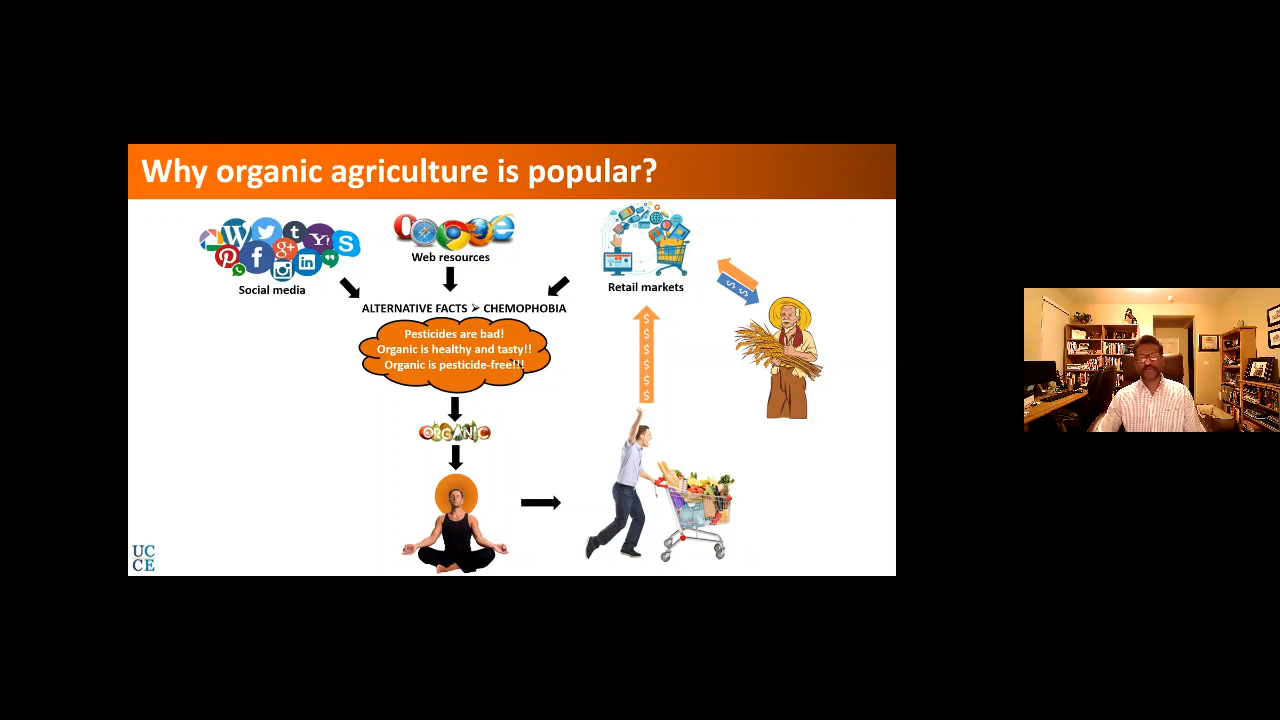 Why organic agriculture is popular?
Social media
Web resources
Retail markets
ALTERNATIVE FACTS ➢ CHEMOPHOBIA
Pesticides are bad!
Organic is healthy and tasty!!
Organic is pesticide-free!!!
ORGANIC
$ $
$
$
$
$
$
$
UC
CE